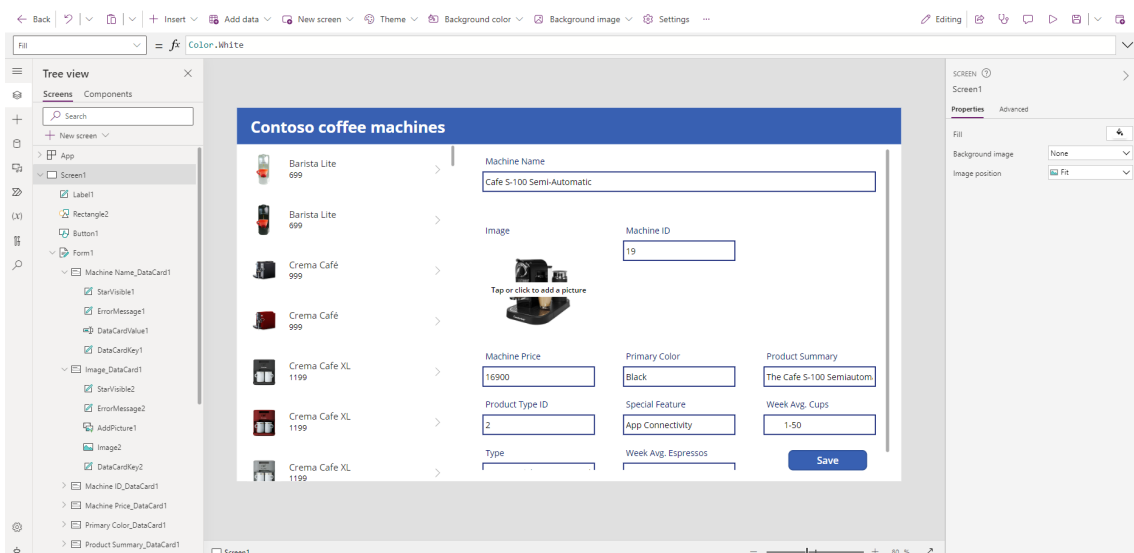 Back
Insert
Add data
New screen
Theme
Background color
Background image
Settings
...
Editing
Fill
= fx Color.White
Tree view
Screens Components
Search
New screen
App
Screen1
Label1
Rectangle2
Button1
Form1
Machine Name_DataCard1
StarVisible1
ErrorMessage1
DataCardValue1
DataCardKey1
Image_DataCard1
StarVisible2
ErrorMessage2
AddPicture1
Image2
DataCardKey2
Machine ID_DataCard1
Machine Price_DataCard1
Primary Color_DataCard1
Product Summary_DataCard1
Contoso coffee machines
Barista Lite
699
Barista Lite
699
Crema Café
999
Crema Café
999
Crema Cafe XL
1199
Crema Cafe XL
1199
Crema Cafe XL
1199
Machine Name
Cafe S-100 Semi-Automatic
Image
Machine ID
19
Tap or click to add a picture
Machine Price
Primary Color
Product Summary
16900
Black
The Cafe S-100 Semiautom
Product Type ID
Special Feature
Week Avg. Cups
2
App Connectivity
1-50
Type
Week Avg. Espressos
Save
Screen1
80 %
SCREEN
Screen1
Properties Advanced
Fill
Background image
None
Image position
Fit